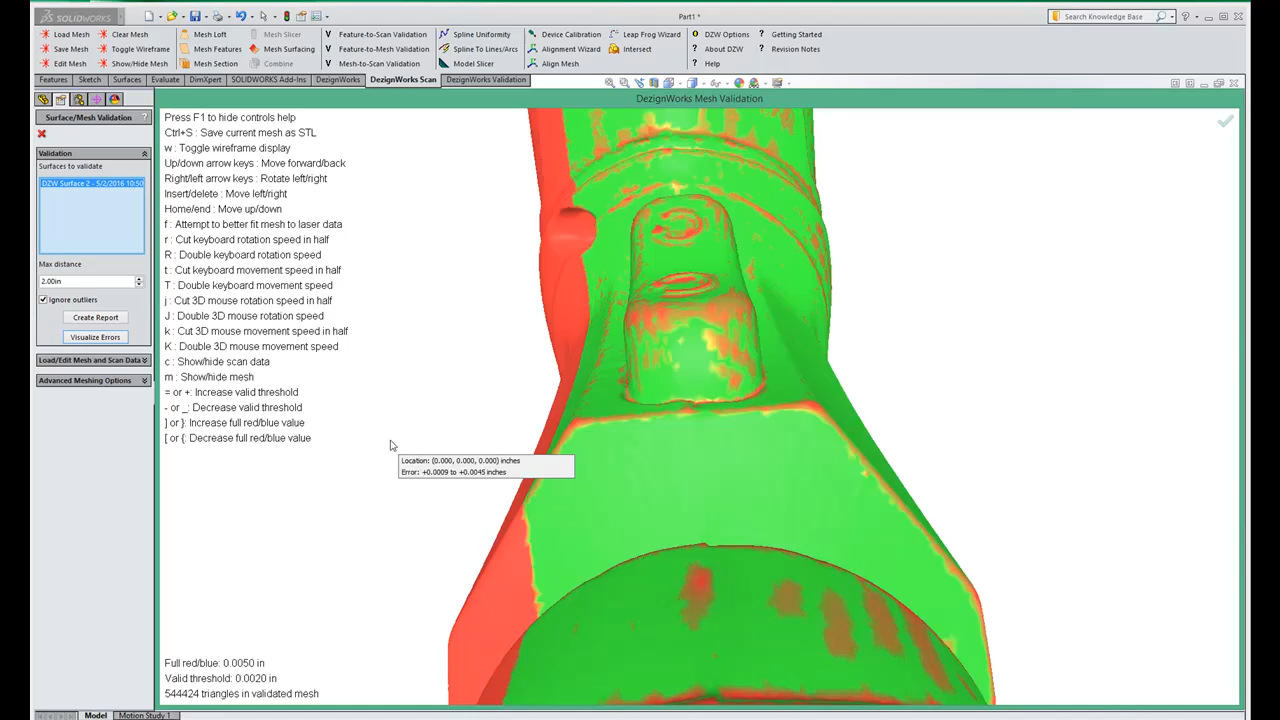 SOLIDWORKS
Part1 *
Search Knowledge Base
Load Mesh
Clear Mesh
Mesh Loft
Mesh Slicer
Feature-to-Scan Validation
Spline Uniformity
Device Calibration
Leap Frog Wizard
DZW Options
Getting Started
Save Mesh
Toggle Wireframe
Mesh Features
Mesh Surfacing
Feature-to-Mesh Validation
Spline To Lines/Arcs
Alignment Wizard
Intersect
About DZW
Revision Notes
Edit Mesh
Show/Hide Mesh
Mesh Section
Combine
Mesh-to-Scan Validation
Model Slicer
Align Mesh
Help
Features
Sketch
Surfaces
Evaluate
DimXpert
SOLIDWORKS Add-Ins
DezignWorks
DezignWorks Scan
DezignWorks Validation
DezignWorks Mesh Validation
Surface/Mesh Validation
?
Validation
Surfaces to validate
DZW Surface 2 - 5/2/2016 10:50
Max distance
2.00in
Ignore outliers
Create Report
Visualize Errors
Load/Edit Mesh and Scan Data
Advanced Meshing Options
Press F1 to hide controls help
Ctrl+S : Save current mesh as STL
w : Toggle wireframe display
Up/down arrow keys : Move forward/back
Right/left arrow keys : Rotate left/right
Insert/delete : Move left/right
Home/end : Move up/down
f : Attempt to better fit mesh to laser data
r : Cut keyboard rotation speed in half
R : Double keyboard rotation speed
t : Cut keyboard movement speed in half
T : Double keyboard movement speed
j : Cut 3D mouse rotation speed in half
J : Double 3D mouse rotation speed
k : Cut 3D mouse movement speed in half
K : Double 3D mouse movement speed
c : Show/hide scan data
m : Show/hide mesh
= or +: Increase valid threshold
- or _: Decrease valid threshold
] or }: Increase full red/blue value
[ or {: Decrease full red/blue value
Location: (0.000, 0.000, 0.000) inches
Error: +0.0009 to +0.0045 inches
Full red/blue: 0.0050 in
Valid threshold: 0.0020 in
544424 triangles in validated mesh
Model
Motion Study 1